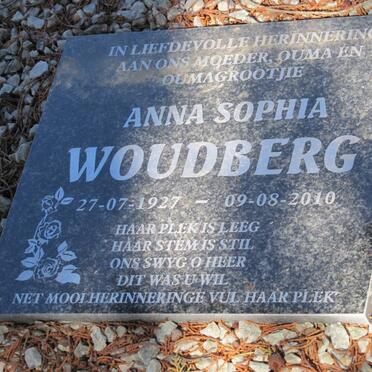 IN LIEFDEVOLLE HERINNERING
AAN ONS MOEDER, OUMA EN
OUMAGROOTJIE
ANNA SOPHIA
WOUDBERG
27-07-1927 – 09-08-2010
HAAR PLEK IS LEEG
HAAR STEM IS STIL
ONS SWYG O HEER
DIT WAS U WIL
NET MOOI HERINNERINGE VUL HAAR PLEK